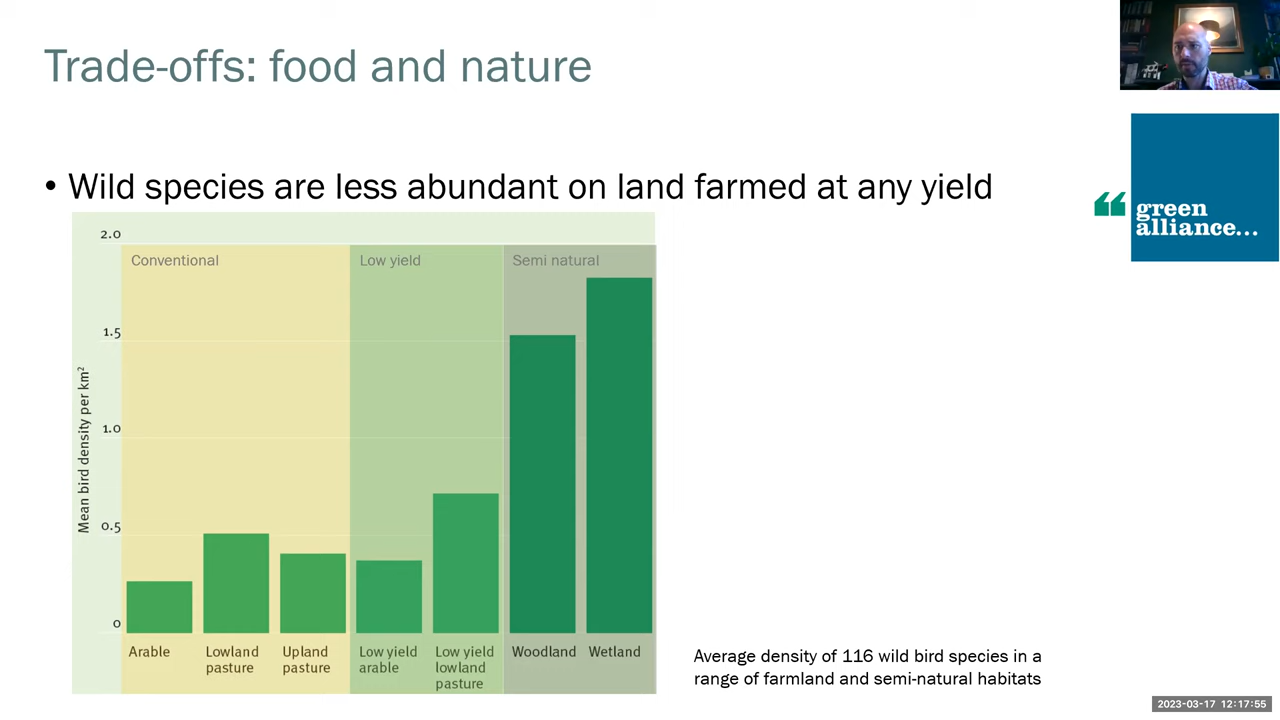 Trade-offs: food and nature
• Wild species are less abundant on land farmed at any yield
“ green
alliance...
2.0
Conventional
Low yield
Semi natural
1.5
1.0
0.5
0
Mean bird density per km²
Arable
Lowland
pasture
Upland
pasture
Low yield
arable
Low yield
lowland
pasture
Woodland
Wetland
Average density of 116 wild bird species in a
range of farmland and semi-natural habitats
2023-03-17 12:17:55